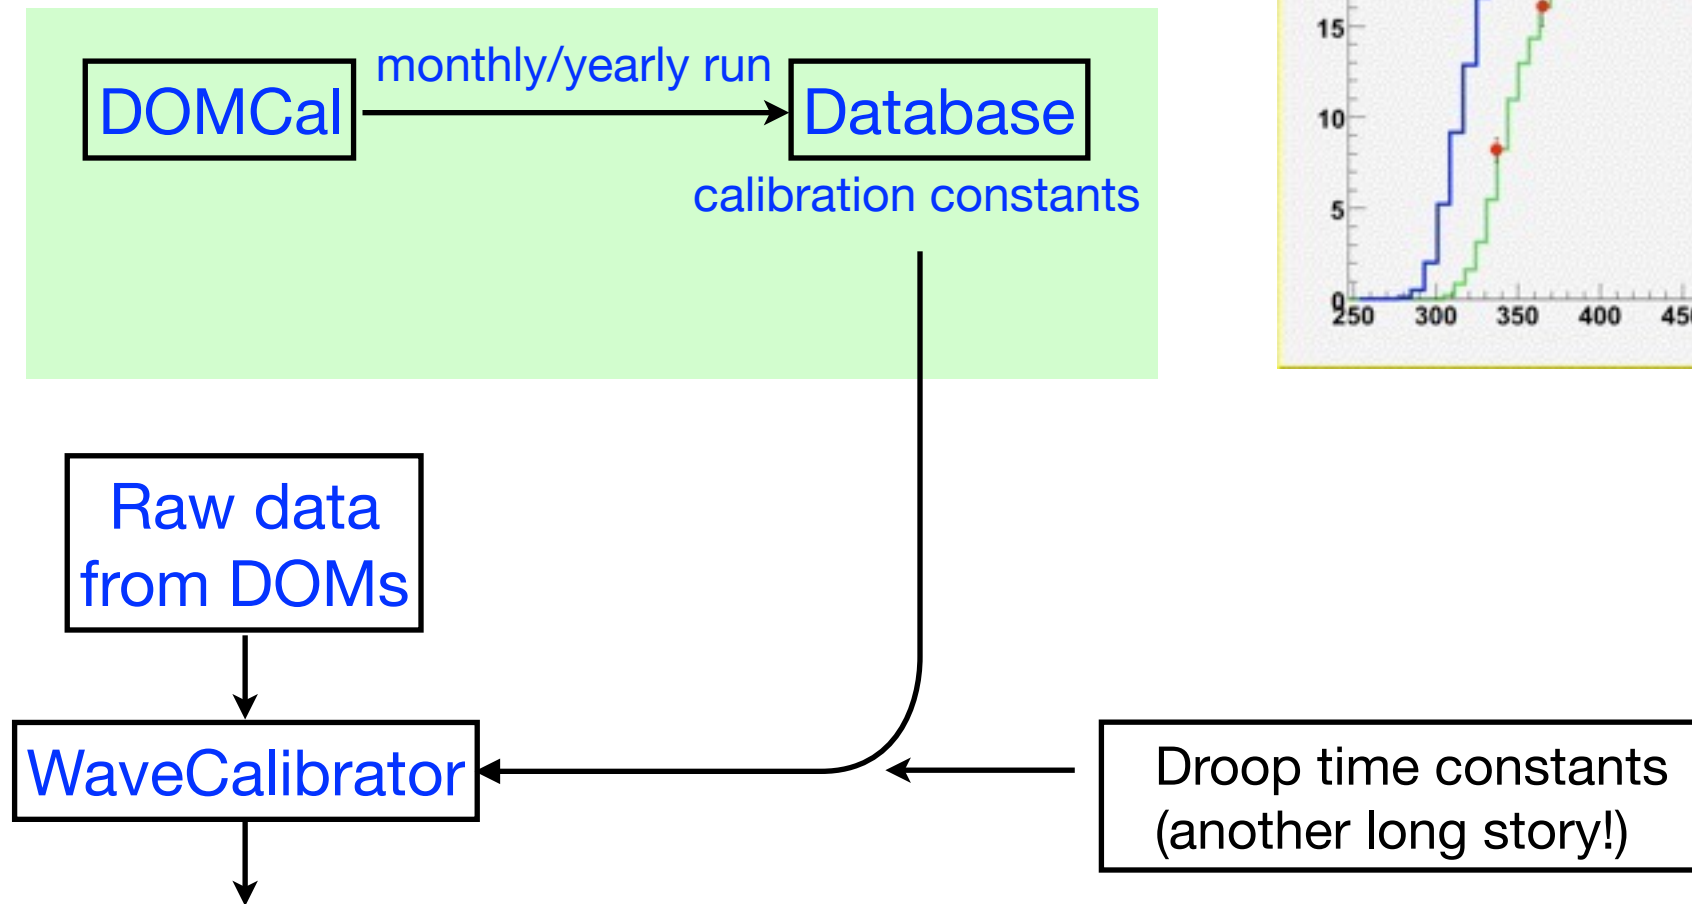 monthly/yearly run
DOMCal
Database
calibration constants
15
10
5
0
250 300 350 400
Raw data
from DOMs
WaveCalibrator
Droop time constants
(another long story!)